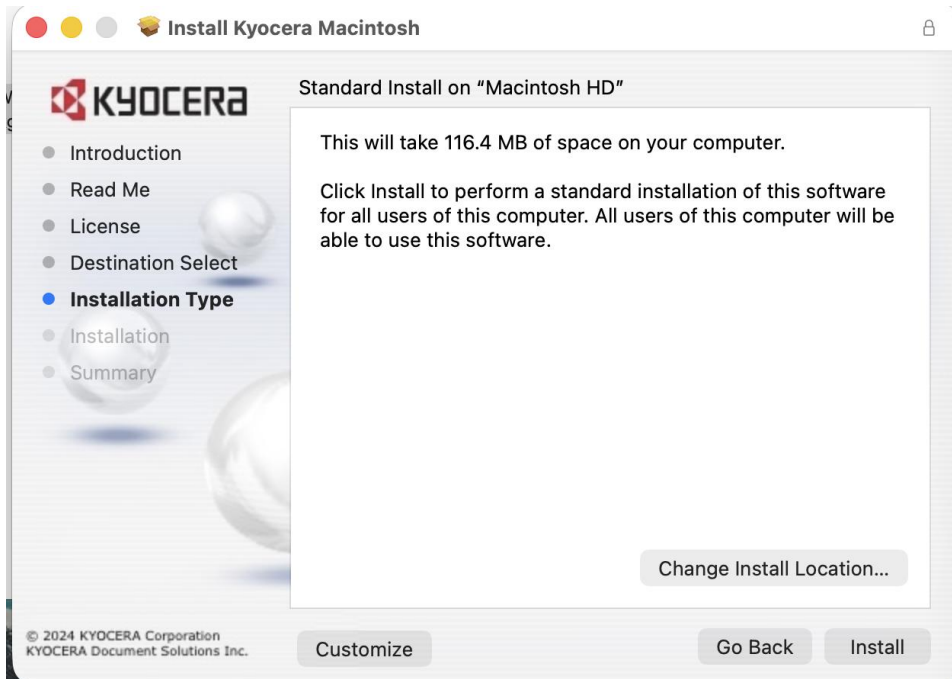 Install Kyocera Macintosh
KYOCERA
Standard Install on “Macintosh HD”
Introduction
Read Me
License
Destination Select
Installation Type
Installation
Summary
This will take 116.4 MB of space on your computer.
Click Install to perform a standard installation of this software
for all users of this computer. All users of this computer will be
able to use this software.
Change Install Location...
© 2024 KYOCERA Corporation
KYOCERA Document Solutions Inc.
Customize
Go Back
Install